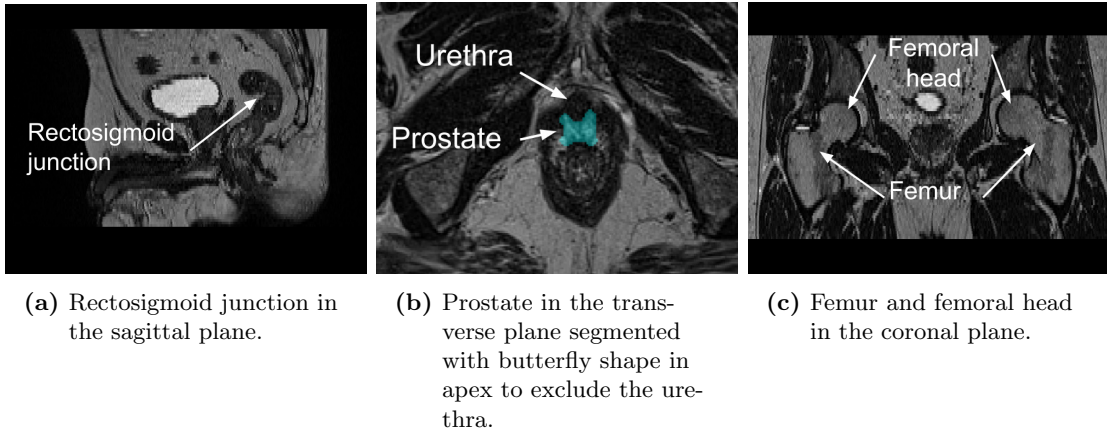 Rectosigmoid
junction
Urethra
Prostate
Femoral
head
Femur
(a) Rectosigmoid junction in
the sagittal plane.
(b) Prostate in the trans-
verse plane segmented
with butterfly shape in
apex to exclude the ure-
thra.
(c) Femur and femoral head
in the coronal plane.